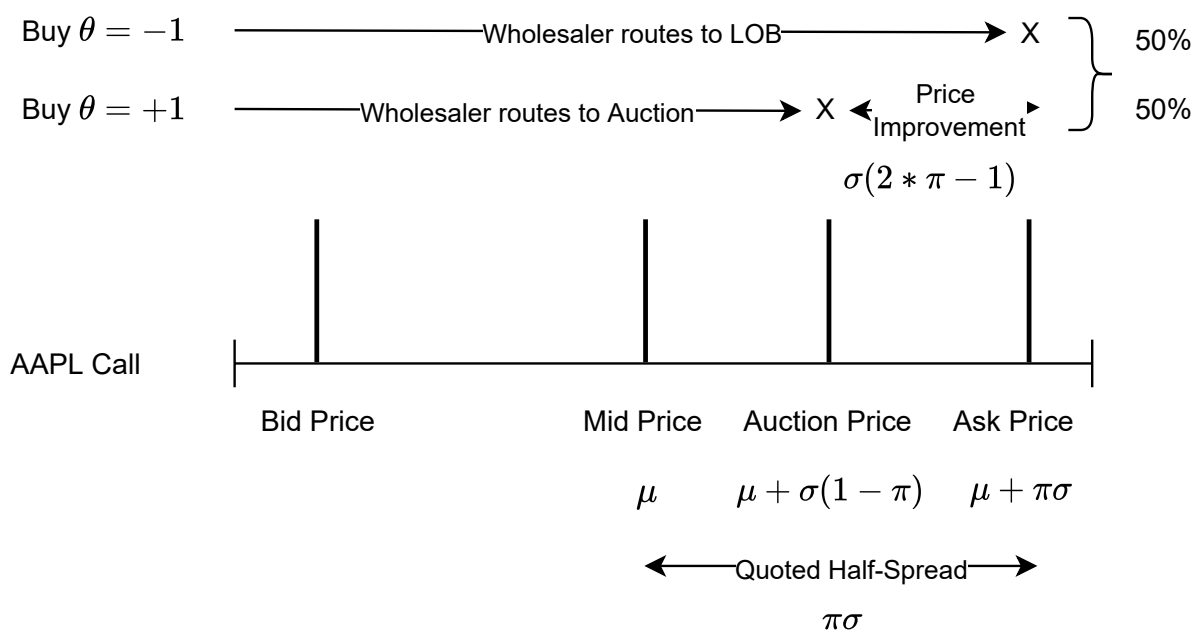 Buy θ = −1
Wholesaler routes to LOB
X
50%
Buy θ = +1
Wholesaler routes to Auction
X
Price
Improvement
50%
σ(2 ∗ π − 1)
AAPL Call
Bid Price
Mid Price
Auction Price
Ask Price
μ
μ + σ(1 − π)
μ + πσ
Quoted Half-Spread
πσ